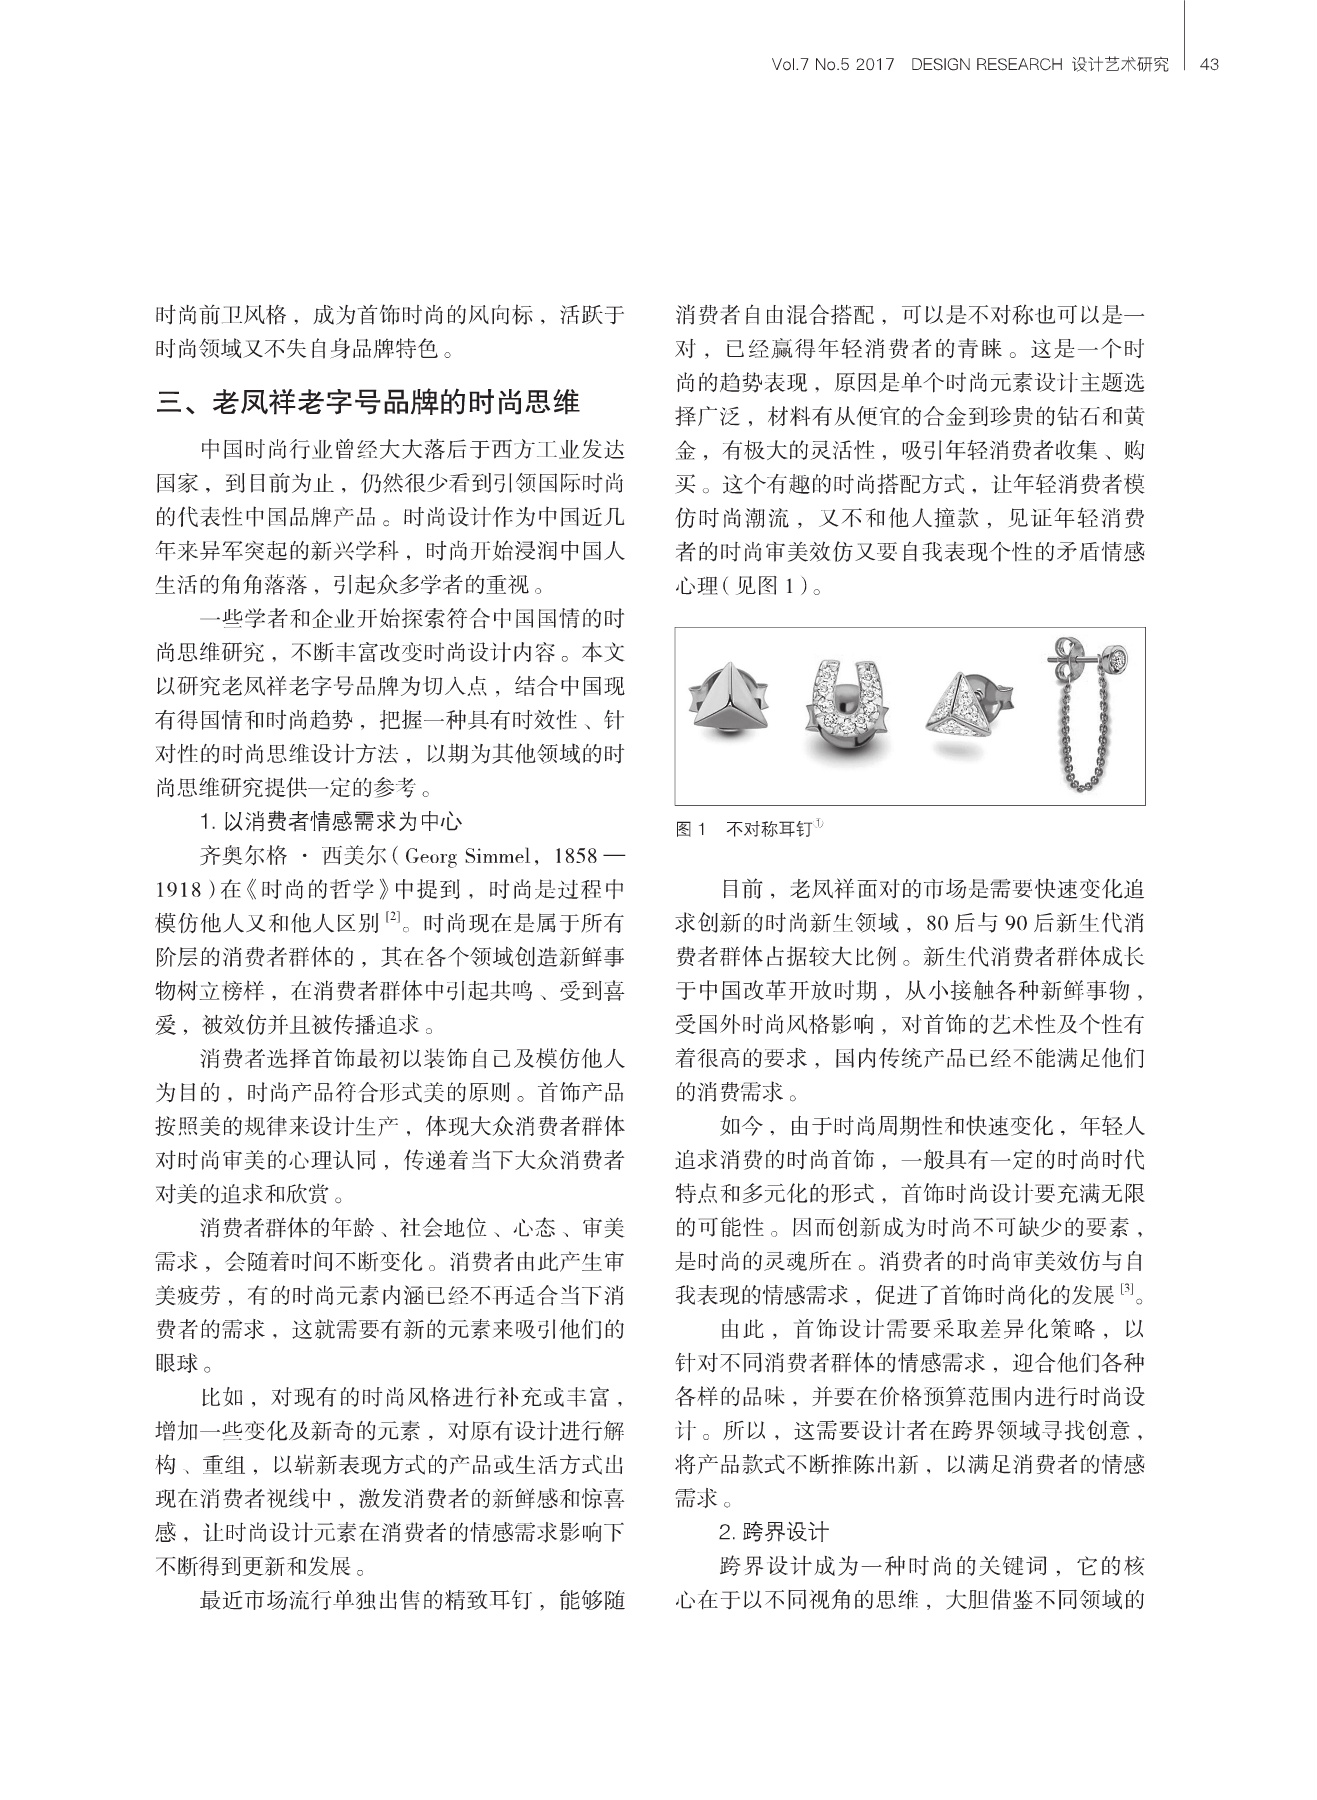 Vol.7 No.5 2017 DESIGN RESEARCH 设计艺术研究 43
时尚前卫风格，成为首饰时尚的风向标，活跃于
时尚领域又不失自身品牌特色。
三、老凤祥老字号品牌的时尚思维
中国时尚行业曾经大大落后于西方工业发达
国家，到目前为止，仍然很少看到引领国际时尚
的代表性中国品牌产品。时尚设计作为中国近几
年来异军突起的新兴学科，时尚开始浸润中国人
生活的角角落落，引起众多学者的重视。
一些学者和企业开始探索符合中国国情的时
尚思维研究，不断丰富改变时尚设计内容。本文
以研究老凤祥老字号品牌为切入点，结合中国现
有得国情和时尚趋势，把握一种具有时效性、针
对性的时尚思维设计方法，以期为其他领域的时
尚思维研究提供一定的参考。
1. 以消费者情感需求为中心
齐奥尔格·西美尔（Georg Simmel，1858—
1918）在《时尚的哲学》中提到，时尚是过程中
模仿他人又和他人区别[2]。时尚现在是属于所有
阶层的消费者群体的，其在各个领域创造新鲜事
物树立榜样，在消费者群体中引起共鸣、受到喜
爱，被效仿并且被传播追求。
消费者选择首饰最初以装饰自己及模仿他人
为目的，时尚产品符合形式美的原则。首饰产品
按照美的规律来设计生产，体现大众消费者群体
对时尚审美的心理认同，传递着当下大众消费者
对美的追求和欣赏。
消费者群体的年龄、社会地位、心态、审美
需求，会随着时间不断变化。消费者由此产生审
美疲劳，有的时尚元素内涵已经不再适合当下消
费者的需求，这就需要有新的元素来吸引他们的
眼球。
比如，对现有的时尚风格进行补充或丰富，
增加一些变化及新奇的元素，对原有设计进行解
构、重组，以崭新表现方式的产品或生活方式出
现在消费者视线中，激发消费者的新鲜感和惊喜
感，让时尚设计元素在消费者的情感需求影响下
不断得到更新和发展。
最近市场流行单独出售的精致耳钉，能够随
消费者自由混合搭配，可以是不对称也可以是一
对，已经赢得年轻消费者的青睐。这是一个时
尚的趋势表现，原因是单个时尚元素设计主题选
择广泛，材料有从便宜的合金到珍贵的钻石和黄
金，有极大的灵活性，吸引年轻消费者收集、购
买。这个有趣的时尚搭配方式，让年轻消费者模
仿时尚潮流，又不和他人撞款，见证年轻消费
者的时尚审美效仿又要自我表现个性的矛盾情感
心理（见图1）。
图1 不对称耳钉①
目前，老凤祥面对的市场是需要快速变化追
求创新的时尚新生领域，80后与90后新生代消
费者群体占据较大比例。新生代消费者群体成长
于中国改革开放时期，从小接触各种新鲜事物，
受国外时尚风格影响，对首饰的艺术性及个性有
着很高的要求，国内传统产品已经不能满足他们
的消费需求。
如今，由于时尚周期性和快速变化，年轻人
追求消费的时尚首饰，一般具有一定的时尚时代
特点和多元化的形式，首饰时尚设计要充满无限
的可能性。因而创新成为时尚不可缺少的要素，
是时尚的灵魂所在。消费者的时尚审美效仿与自
我表现的情感需求，促进了首饰时尚化的发展[3]。
由此，首饰设计需要采取差异化策略，以
针对不同消费者群体的情感需求，迎合他们各种
各样的品味，并要在价格预算范围内进行时尚设
计。所以，这需要设计者在跨界领域寻找创意，
将产品款式不断推陈出新，以满足消费者的情感
需求。
2. 跨界设计
跨界设计成为一种时尚的关键词，它的核
心在于以不同视角的思维，大胆借鉴不同领域的